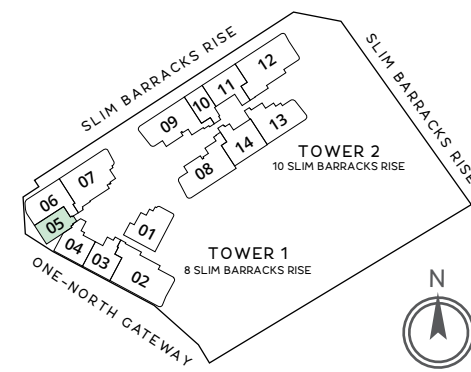 SLIM BARRACKS RISE
SLIM BARRACKS RISE
12
11
10
09
13
14
08
TOWER 2
10 SLIM BARRACKS RISE
07
06
05
04
03
02
01
TOWER 1
8 SLIM BARRACKS RISE
ONE-NORTH GATEWAY
N